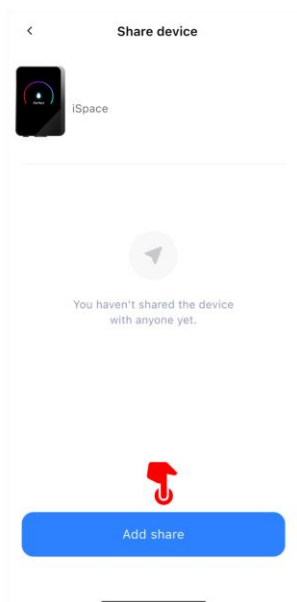 Share device
iSpace
You haven't shared the device
with anyone yet.
Add share